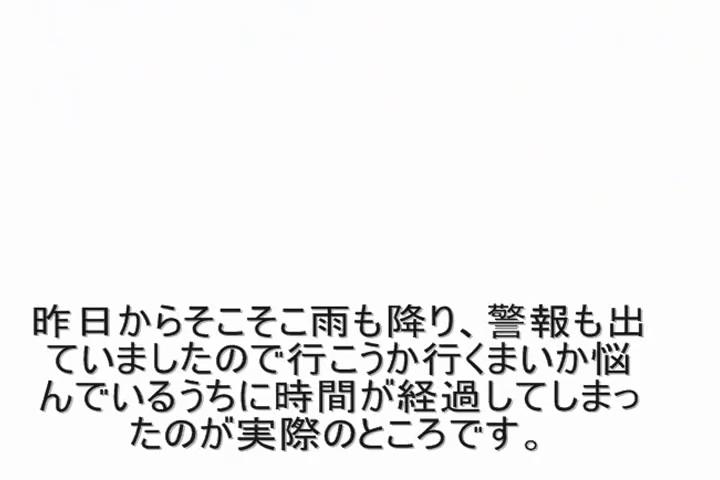 昨日からそこそこ雨も降り、警報も出
ていましたので行こうか行くまいか悩
んでいるうちに時間が経過してしまっ
たのが実際のところです。